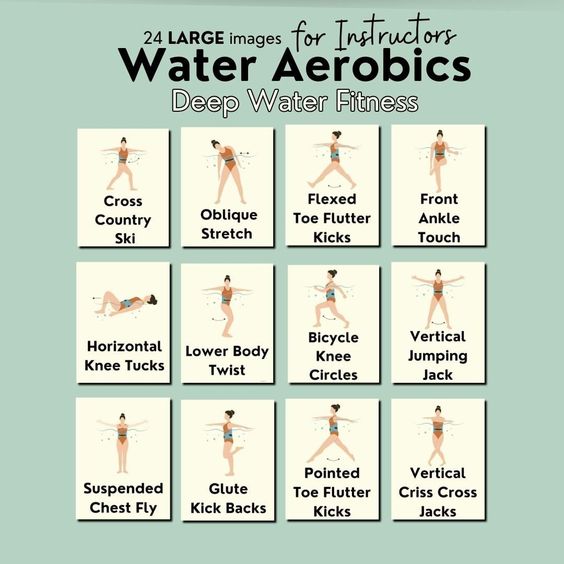 24 LARGE images for Instructors
Water Aerobics
Deep Water Fitness
Cross
Country
Ski
Oblique
Stretch
Flexed
Toe Flutter
Kicks
Front
Ankle
Touch
Horizontal
Knee Tucks
Lower Body
Twist
Bicycle
Knee
Circles
Vertical
Jumping
Jack
Suspended
Chest Fly
Glute
Kick Backs
Pointed
Toe Flutter
Kicks
Vertical
Criss Cross
Jacks